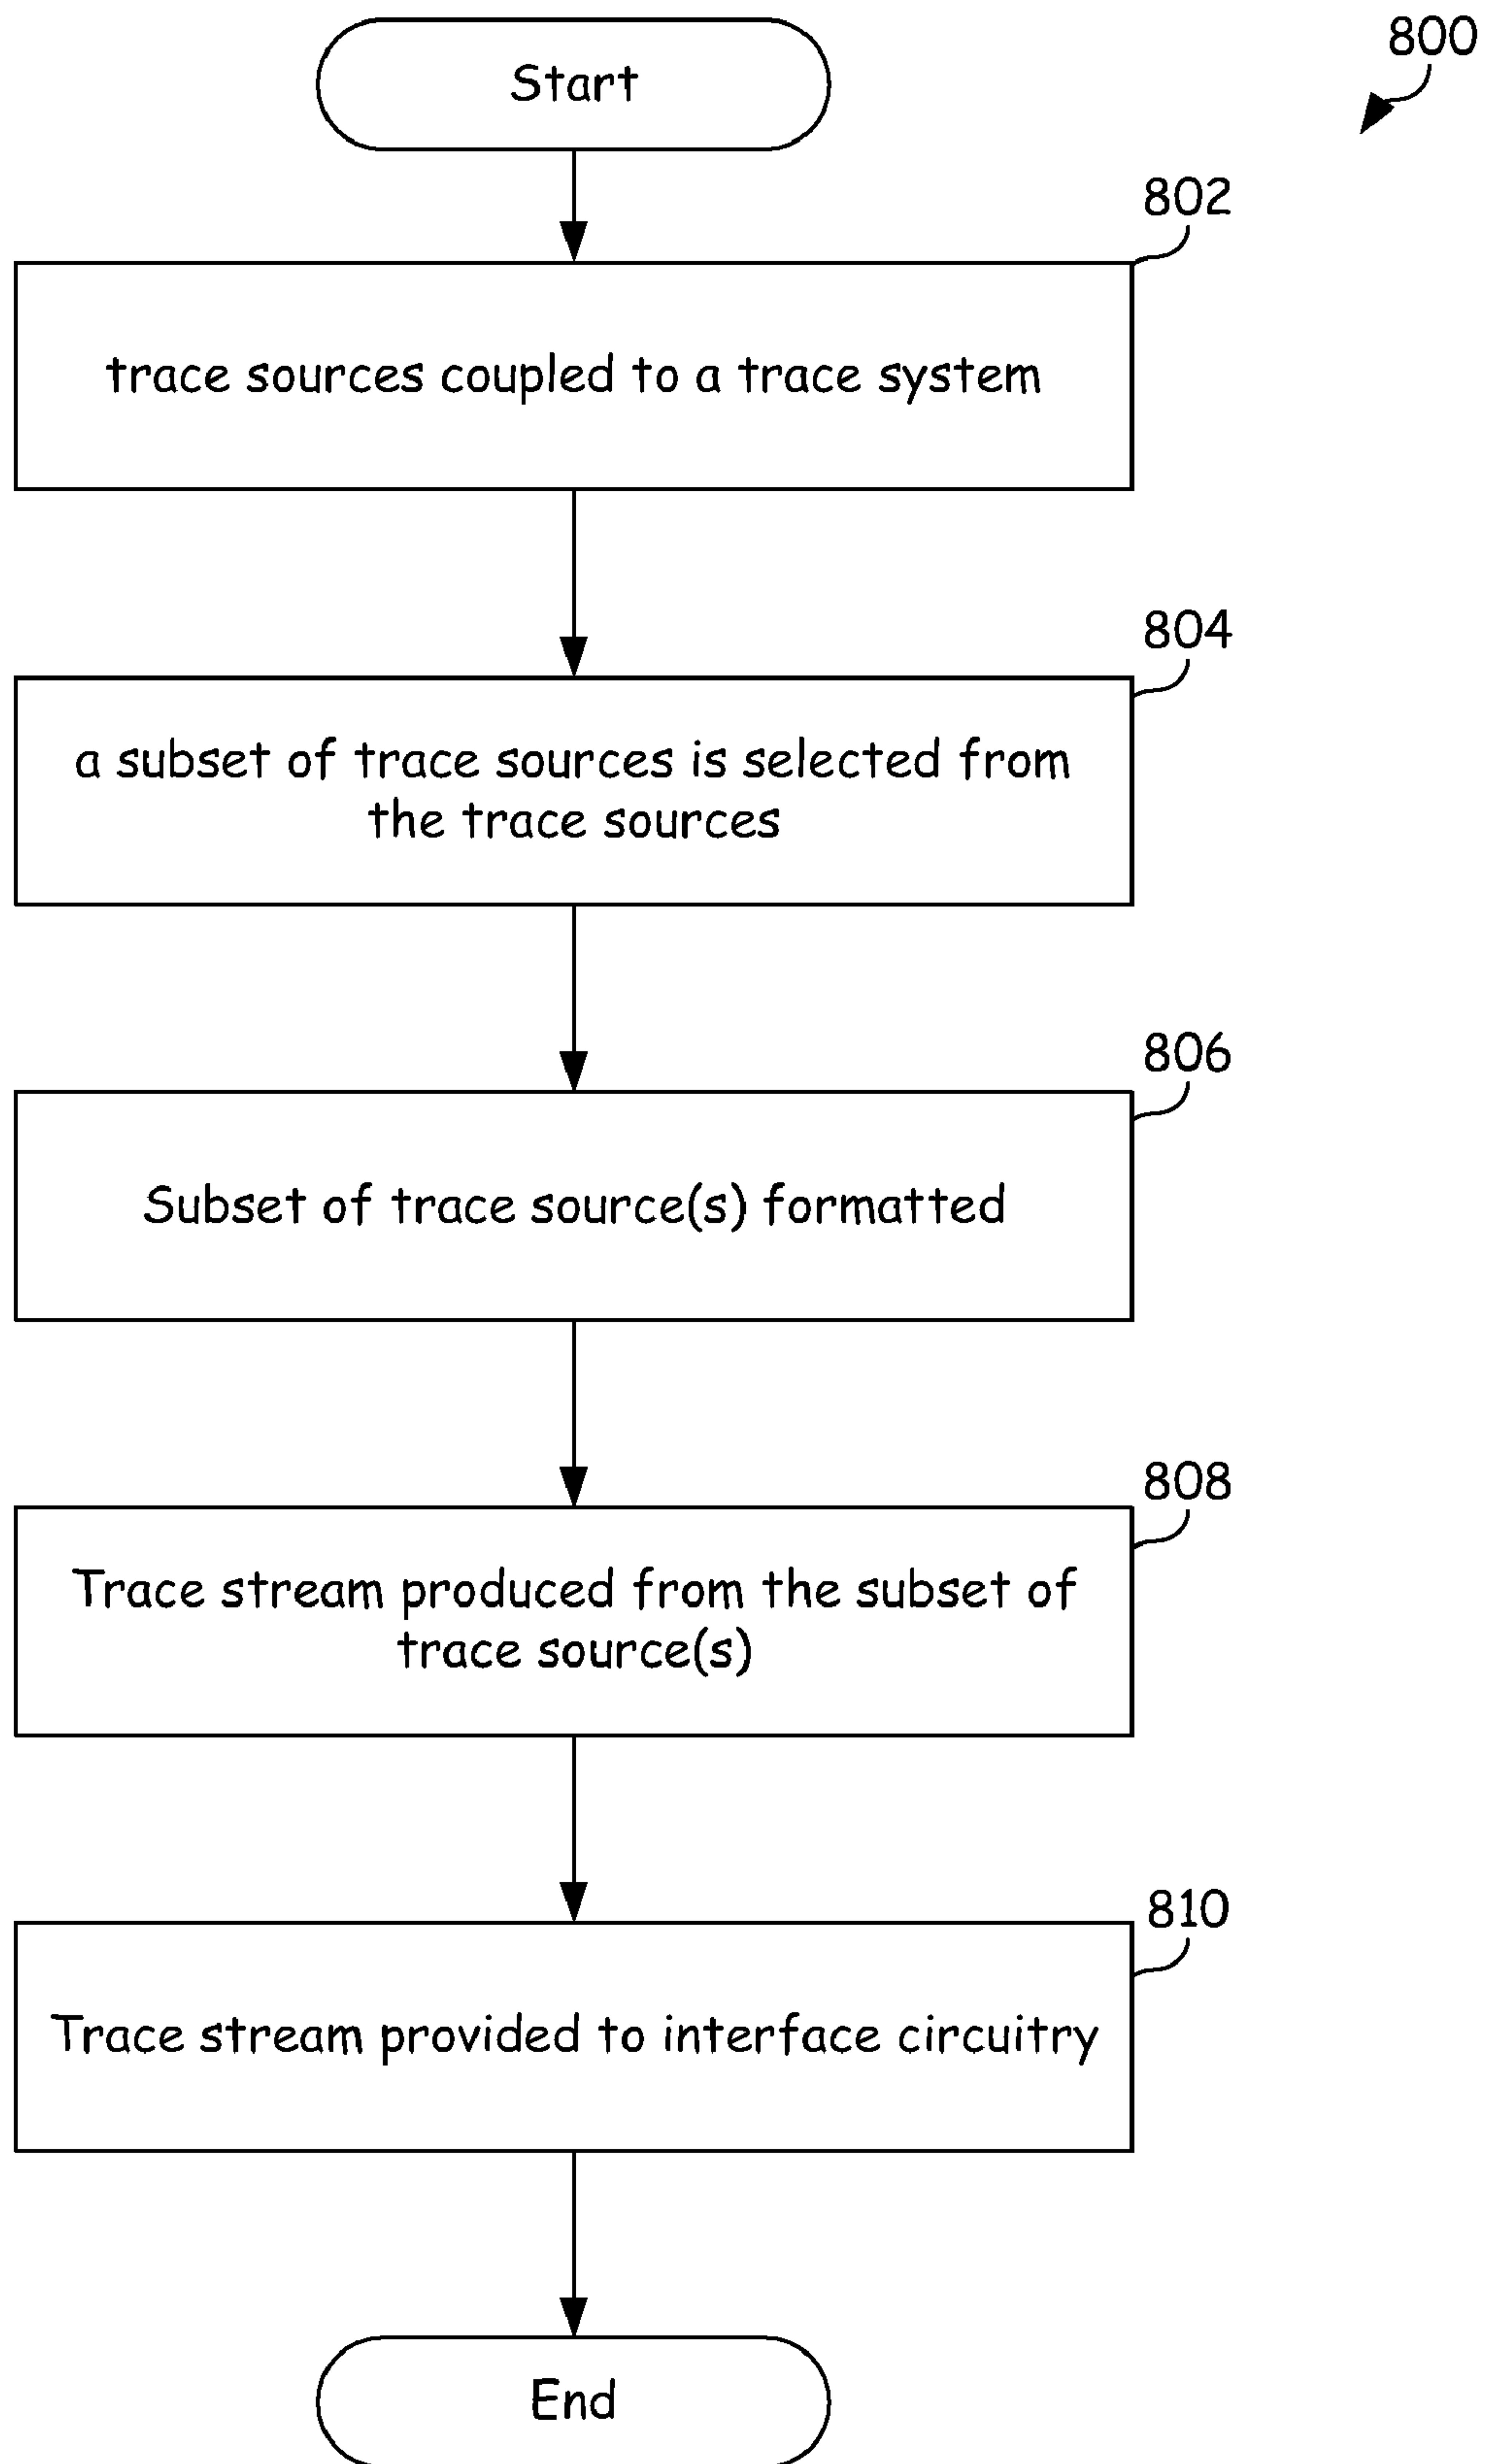 Start
800
802
trace sources coupled to a trace system
804
a subset of trace sources is selected from
the trace sources
806
Subset of trace source(s) formatted
808
Trace stream produced from the subset of
trace source(s)
810
Trace stream provided to interface circuitry
End